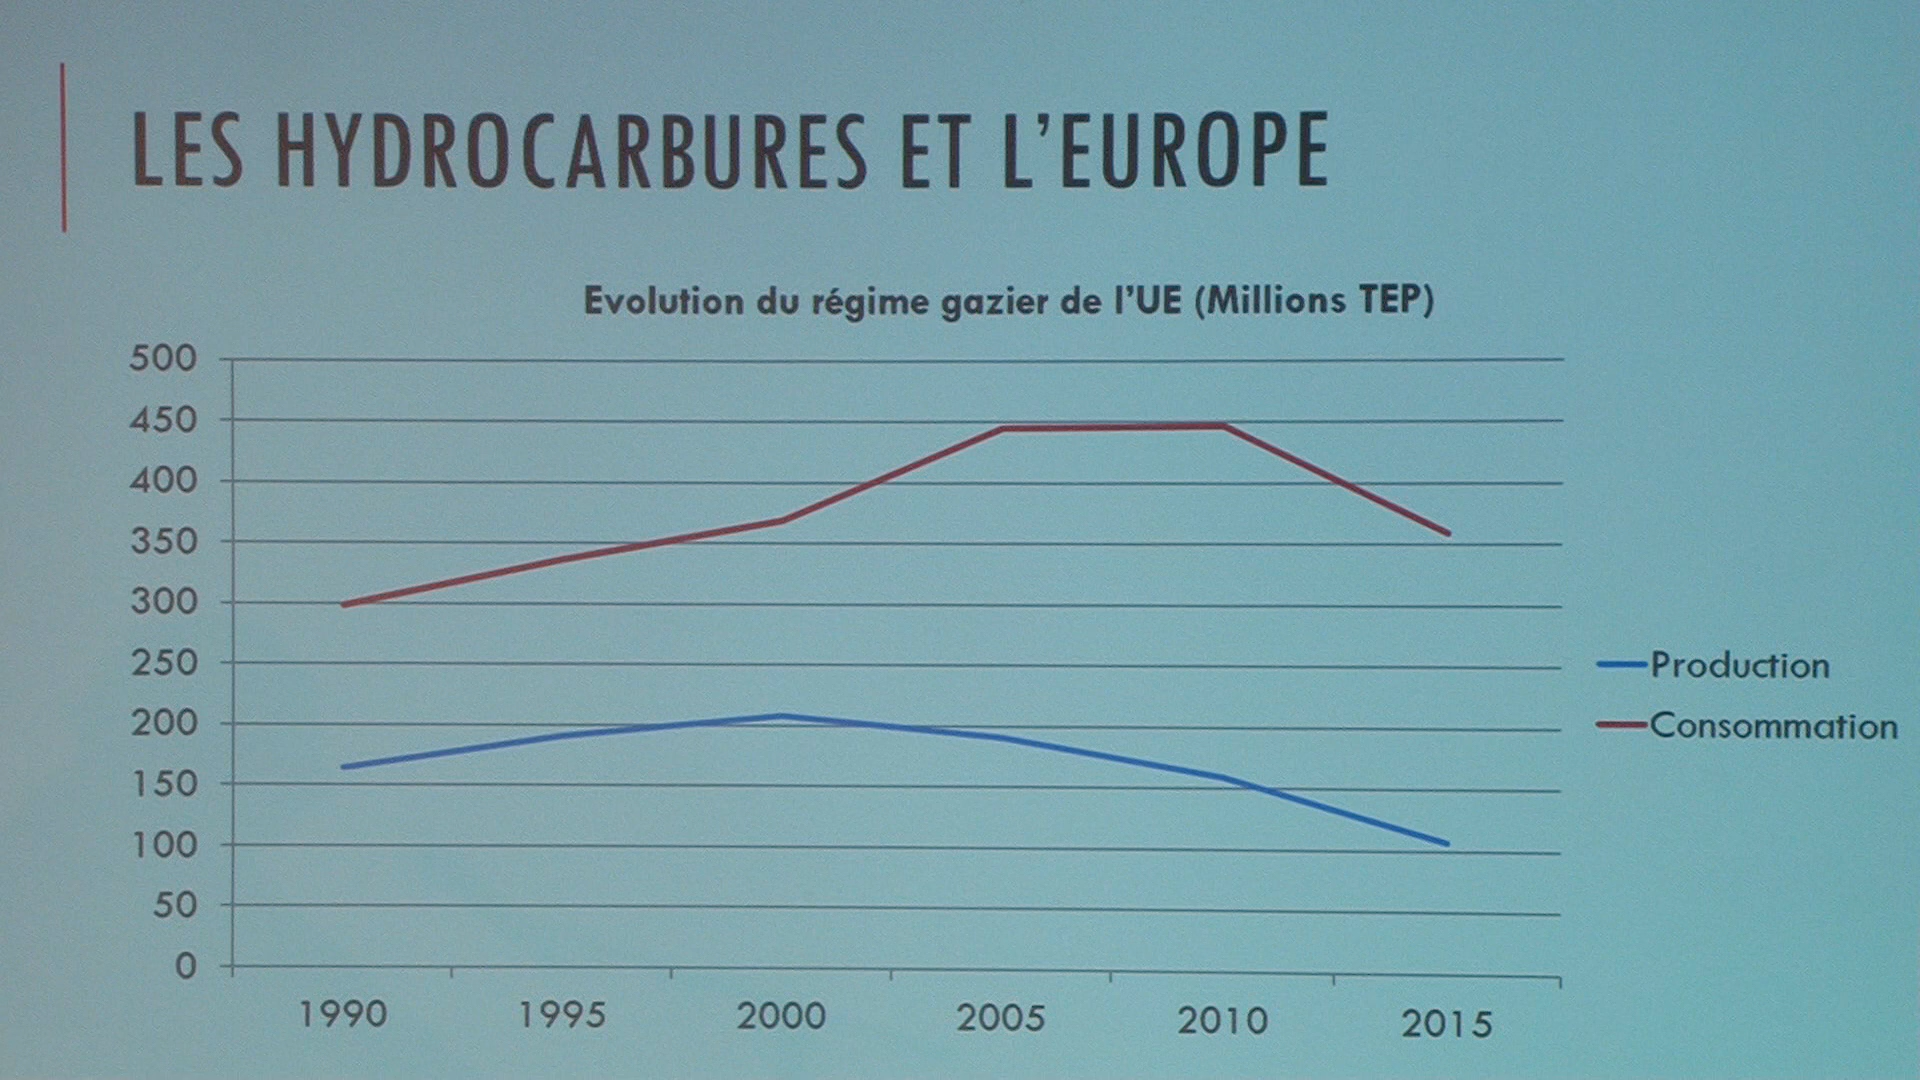 LES HYDROCARBURES ET L'EUROPE
Evolution du régime gazier de l'UE (Millions TEP)
500
450
400
350
300
250
200
150
100
50
0
1990 1995 2000 2005 2010 2015
Production
Consommation